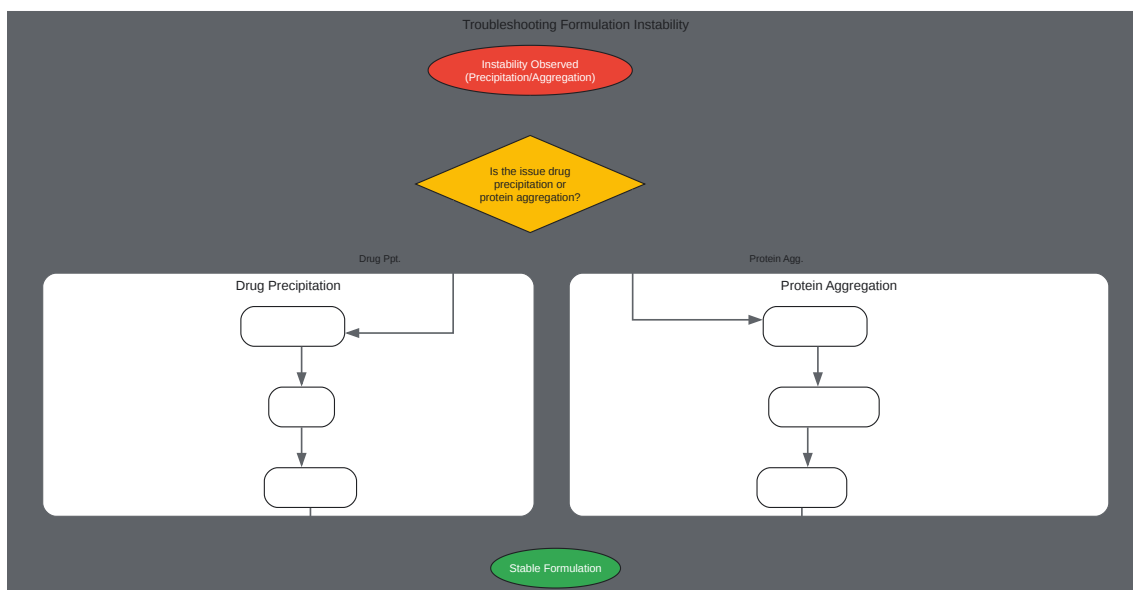 Troubleshooting Formulation Instability
Instability Observed
(Precipitation/Aggregation)
Is the issue drug
precipitation or
protein aggregation?
Drug Ppt.
Protein Agg.
Drug Precipitation
Protein Aggregation
Stable Formulation